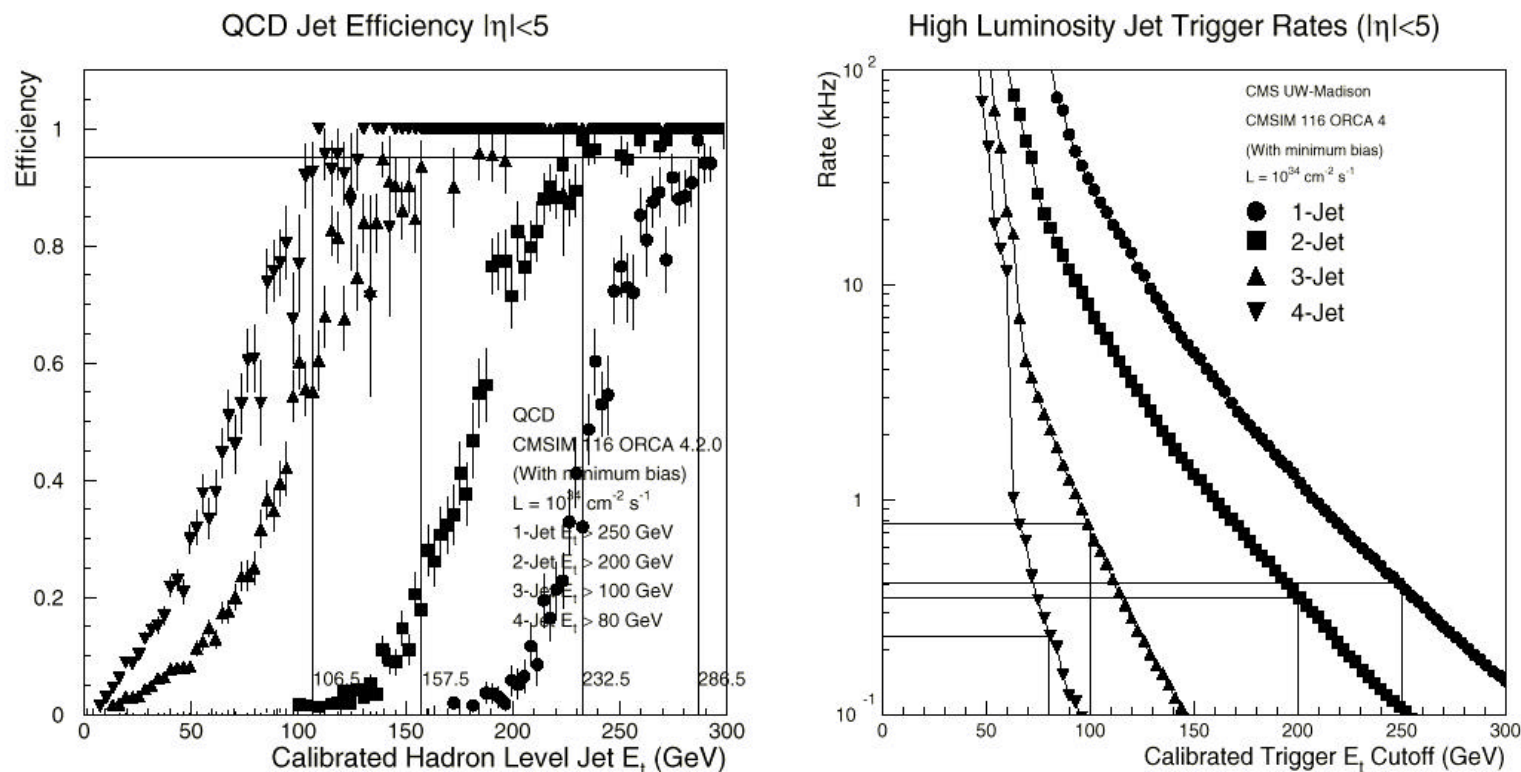 QCD Jet Efficiency |η|<5
Efficiency
1
0.8
0.6
0.4
0.2
0
QCD
CMSIM 116 ORCA 4.2.0
(With minimum bias)
L = 10³⁴ cm⁻² s⁻¹
1-Jet Eₜ > 250 GeV
2-Jet Eₜ > 200 GeV
3-Jet Eₜ > 100 GeV
4-Jet Eₜ > 80 GeV
106.5 157.5 232.5 286.5
0 50 100 150 200 250 300
Calibrated Hadron Level Jet Eₜ (GeV)
High Luminosity Jet Trigger Rates (|η|<5)
Rate (kHz)
10²
10
1
10⁻¹
CMS UW-Madison
CMSIM 116 ORCA 4
(With minimum bias)
L = 10³⁴ cm⁻² s⁻¹
1-Jet
2-Jet
3-Jet
4-Jet
0 50 100 150 200 250 300
Calibrated Trigger Eₜ Cutoff (GeV)